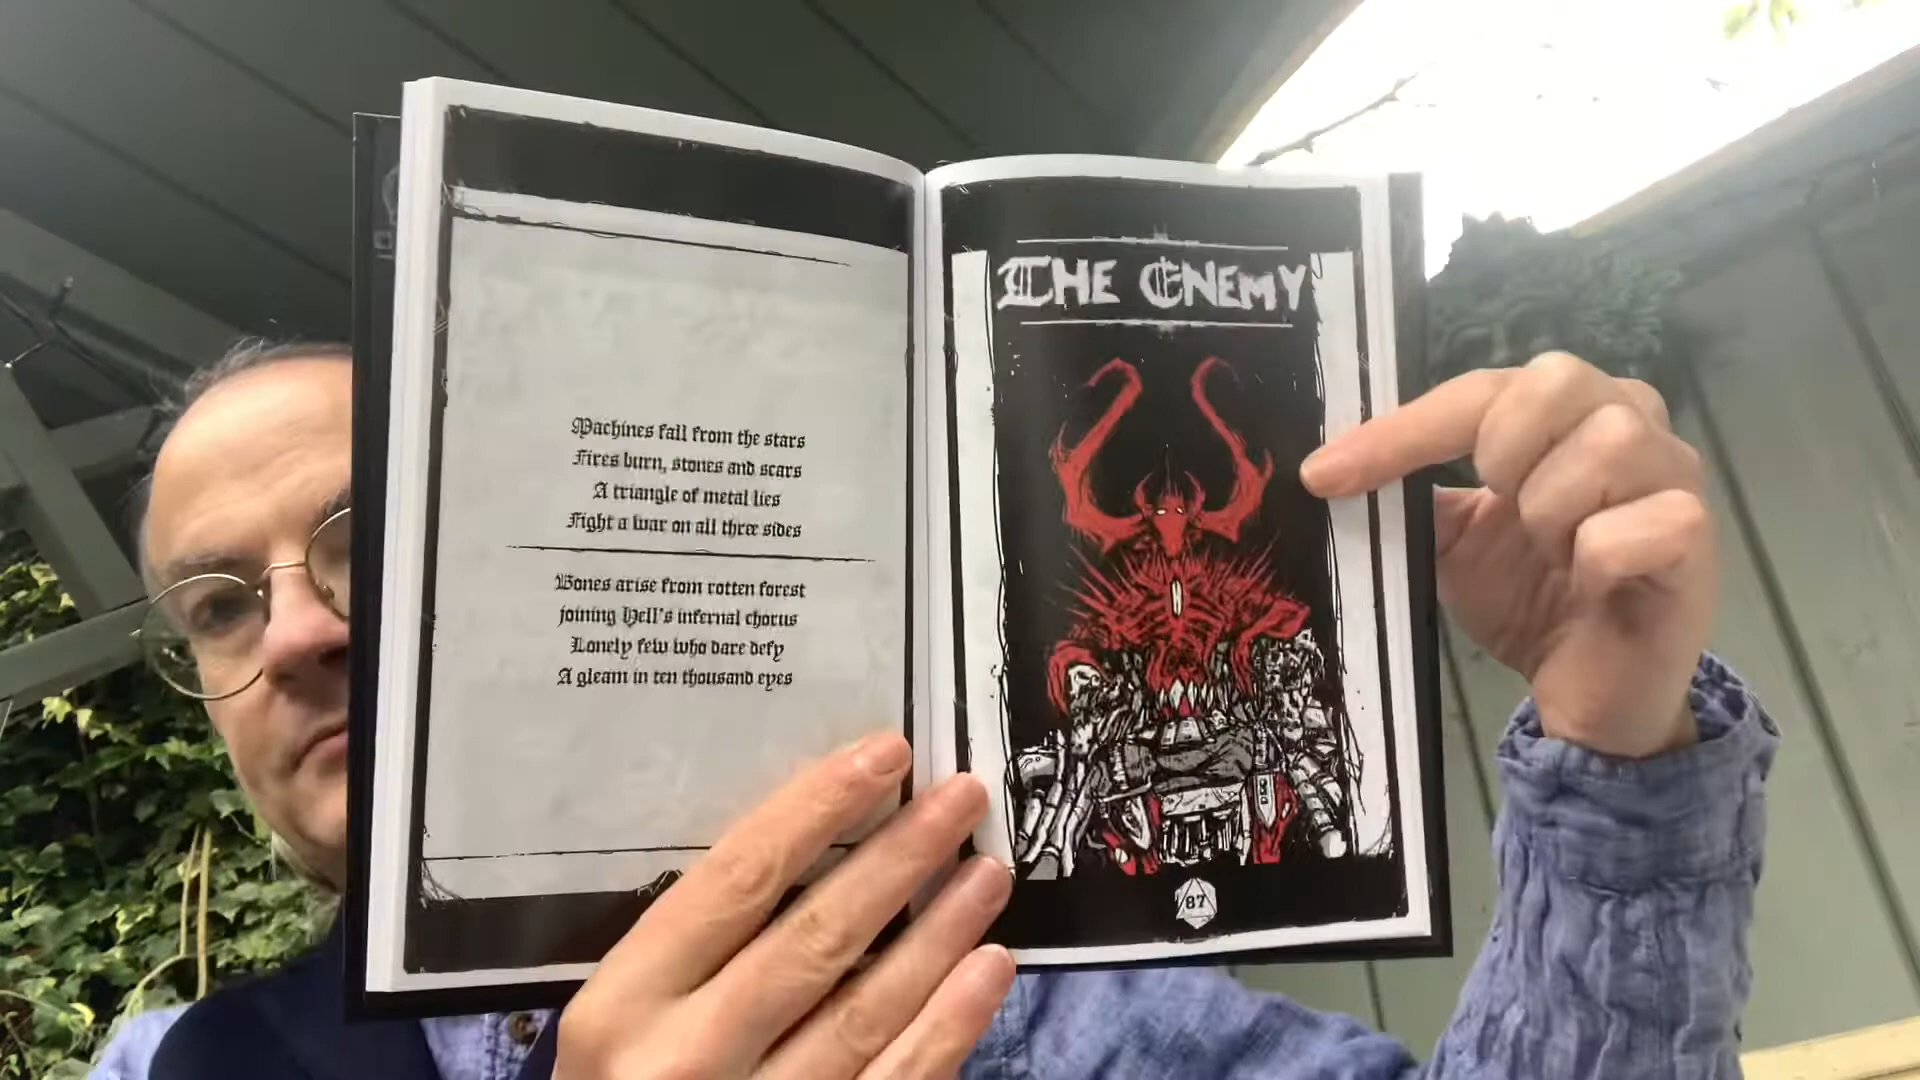 Machines fall from the stars
Fires burn, stones and scars
A triangle of metal lies
Fight a war on all three sides
Bones arise from rotten forest
joining Hell's infernal chorus
Lonely few who dare defy
A gleam in ten thousand eyes
THE ENEMY
87